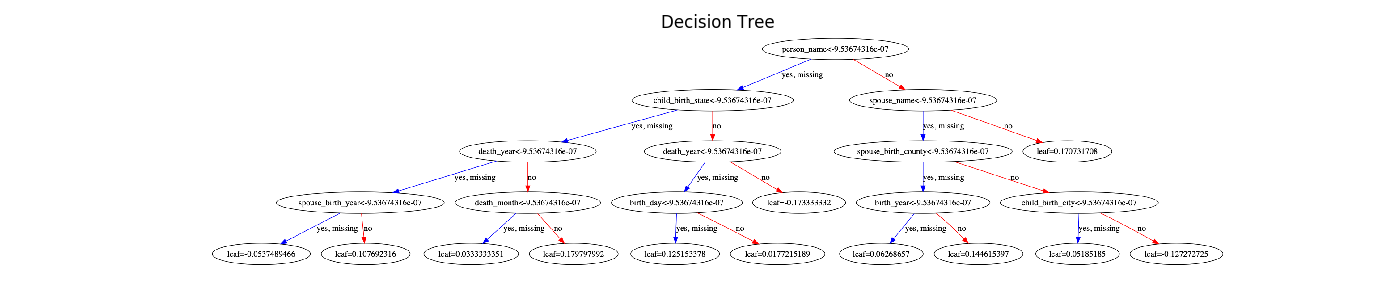 Decision Tree
person_name<-9.53674316e-07
yes, missing
no
child_birth_state<-9.53674316e-07
spouse_name<-9.53674316e-07
yes, missing
no
yes, missing
no
death_year<-9.53674316e-07
death_year<-9.53674316e-07
spouse_birth_county<-9.53674316e-07
leaf=0.170731708
yes, missing
no
yes, missing
no
yes, missing
no
spouse_birth_year<-9.53674316e-07
death_month<-9.53674316e-07
birth_day<-9.53674316e-07
leaf=-0.173333332
birth_year<-9.53674316e-07
child_birth_city<-9.53674316e-07
yes, missing
no
yes, missing
no
yes, missing
no
yes, missing
no
yes, missing
no
leaf=-0.0537489466
leaf=0.107692316
leaf=0.0333333351
leaf=0.179797992
leaf=0.125153378
leaf=0.0177215189
leaf=0.06268657
leaf=0.144615397
leaf=0.05185185
leaf=-0.127272725